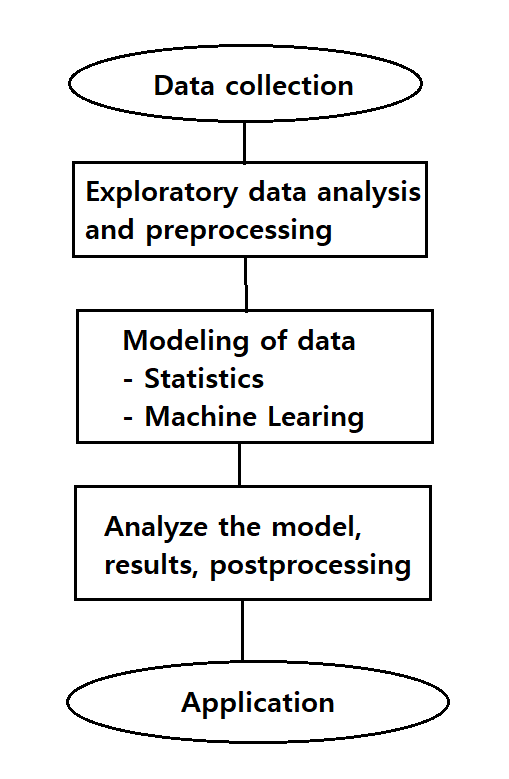 Data collection
Exploratory data analysis
and preprocessing
Modeling of data
- Statistics
- Machine Learing
Analyze the model,
results, postprocessing
Application